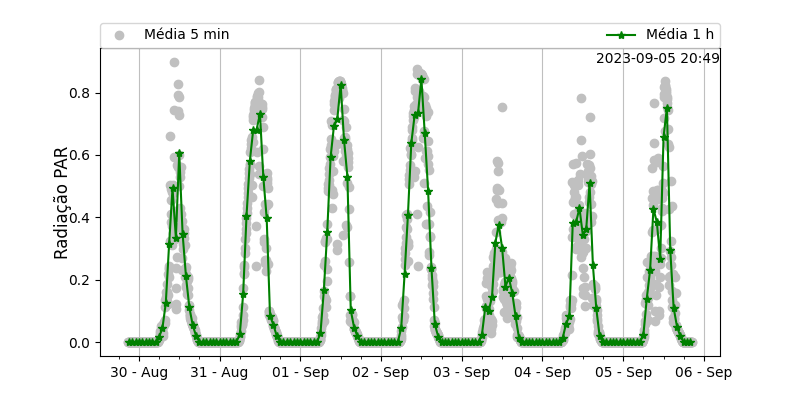 Média 5 min
Média 1 h
2023-09-05 20:49
Radiação PAR
0.8
0.6
0.4
0.2
0.0
30 - Aug
31 - Aug
01 - Sep
02 - Sep
03 - Sep
04 - Sep
05 - Sep
06 - Sep